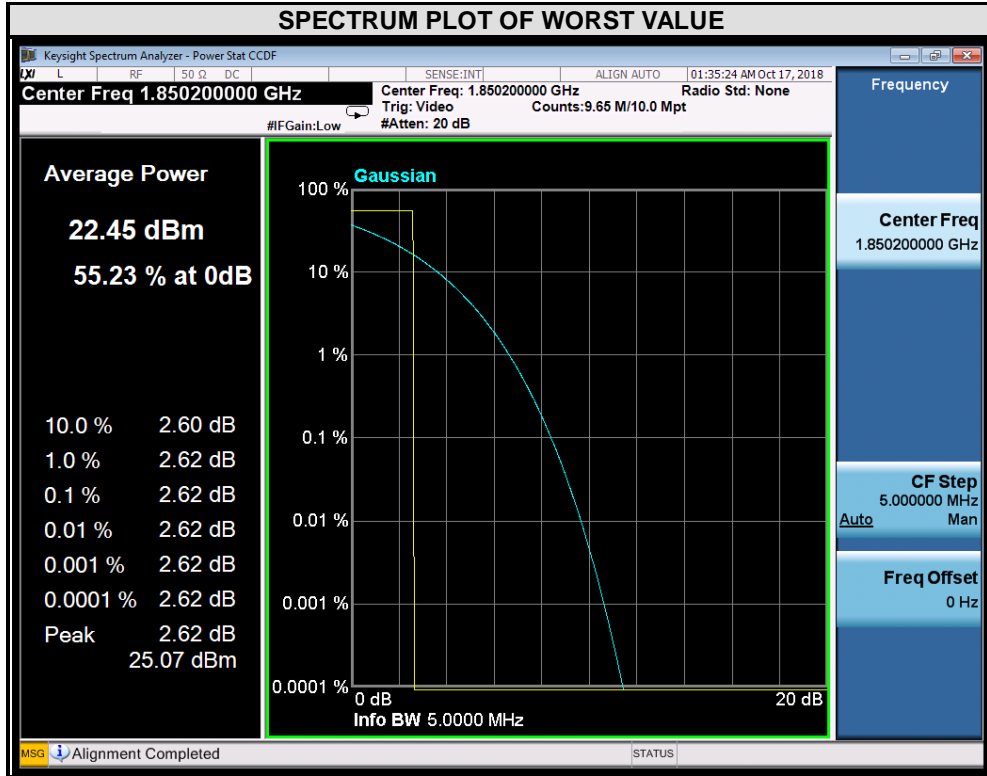 SPECTRUM PLOT OF WORST VALUE
Keysight Spectrum Analyzer - Power Stat CCDF
LXI L RF 50 Ω DC SENSE:INT ALIGN AUTO 01:35:24 AM Oct 17, 2018
Center Freq 1.850200000 GHz
Center Freq: 1.850200000 GHz Radio Std: None
Trig: Video Counts:9.65 M/10.0 Mpt
#IFGain:Low #Atten: 20 dB
Frequency
Average Power
22.45 dBm
55.23 % at 0dB
10.0 % 2.60 dB
1.0 % 2.62 dB
0.1 % 2.62 dB
0.01 % 2.62 dB
0.001 % 2.62 dB
0.0001 % 2.62 dB
Peak 2.62 dB
25.07 dBm
Gaussian
100 %
10 %
1 %
0.1 %
0.01 %
0.001 %
0.0001 %
0 dB 20 dB
Info BW 5.0000 MHz
Center Freq
1.850200000 GHz
CF Step
5.000000 MHz
Auto Man
Freq Offset
0 Hz
MSG Alignment Completed STATUS